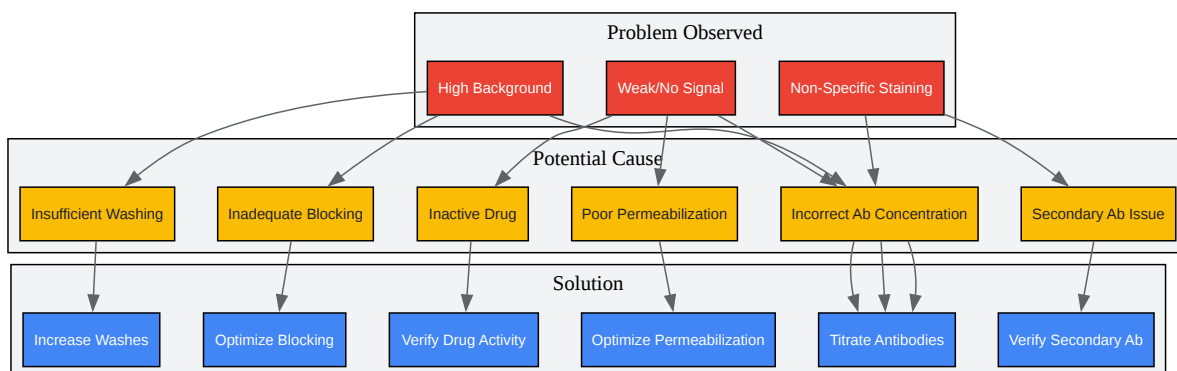 Problem Observed
High Background
Weak/No Signal
Non-Specific Staining
Potential Cause
Insufficient Washing
Inadequate Blocking
Inactive Drug
Poor Permeabilization
Incorrect Ab Concentration
Secondary Ab Issue
Solution
Increase Washes
Optimize Blocking
Verify Drug Activity
Optimize Permeabilization
Titrate Antibodies
Verify Secondary Ab